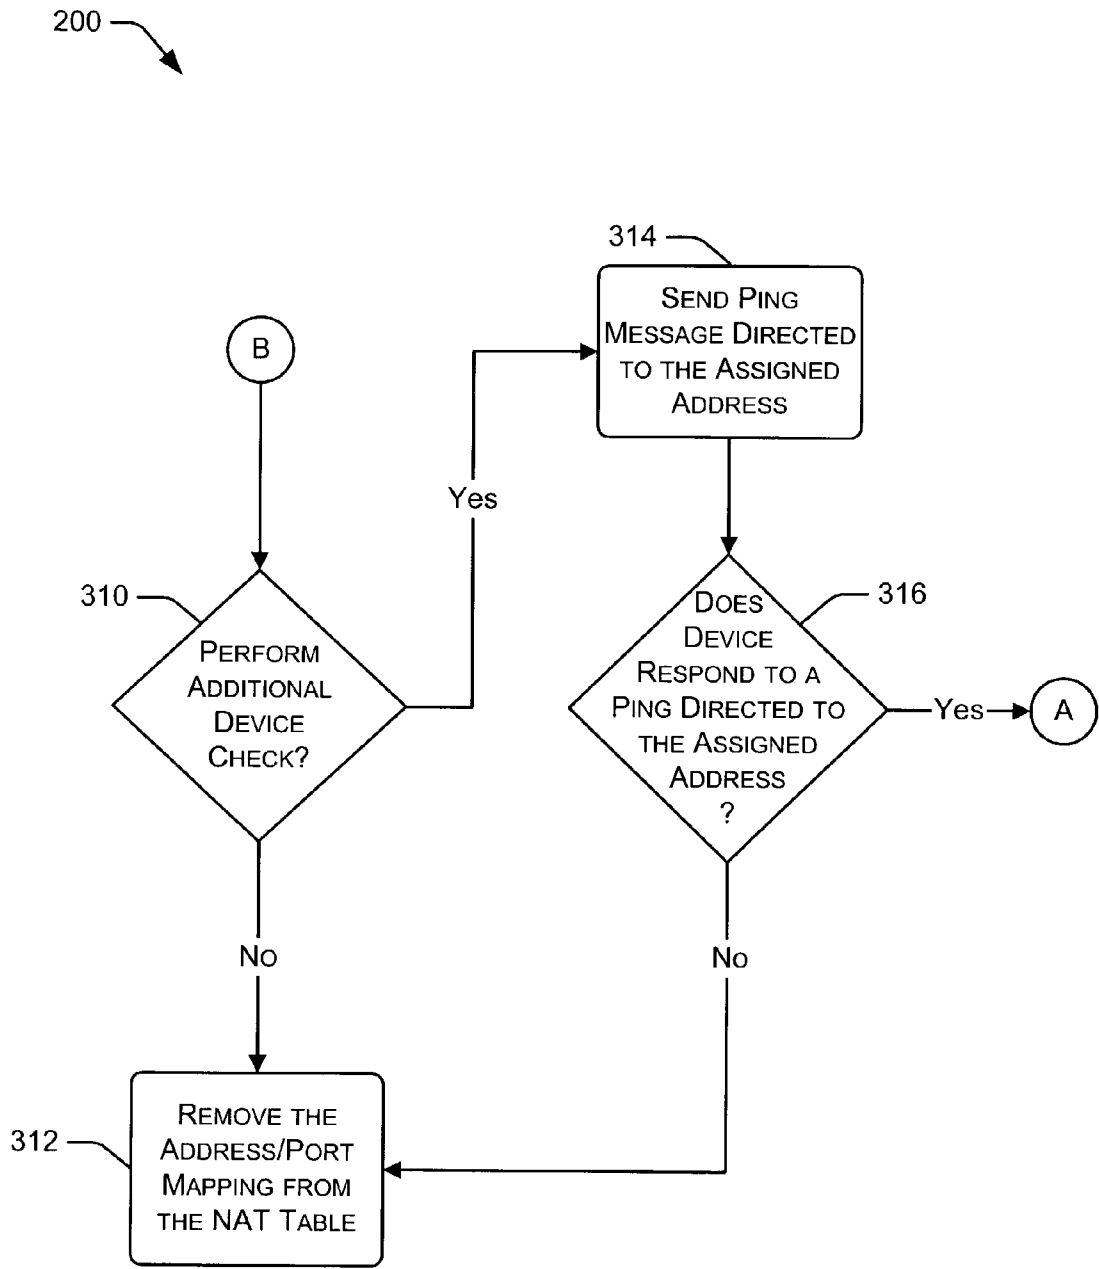 200
314
SEND PING
MESSAGE DIRECTED
TO THE ASSIGNED
ADDRESS
B
Yes
310
PERFORM
ADDITIONAL
DEVICE
CHECK?
316
DOES
DEVICE
RESPOND TO A
PING DIRECTED TO
THE ASSIGNED
ADDRESS
?
Yes
A
No
No
312
REMOVE THE
ADDRESS/PORT
MAPPING FROM
THE NAT TABLE